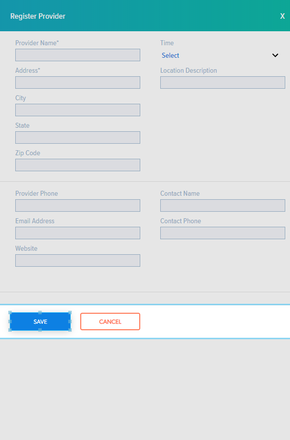 Register Provider X
Provider Name* Time
Select
Address* Location Description
City
State
Zip Code
Provider Phone Contact Name
Email Address Contact Phone
Website
SAVE CANCEL